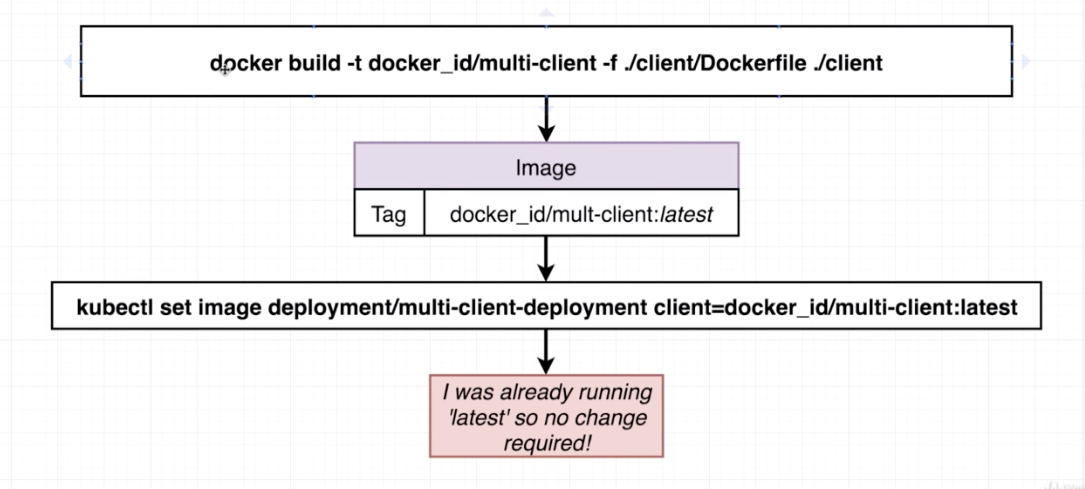 docker build -t docker_id/multi-client -f ./client/Dockerfile ./client
Image
Tag docker_id/mult-client:latest
kubectl set image deployment/multi-client-deployment client=docker_id/multi-client:latest
I was already running
'latest' so no change
required!